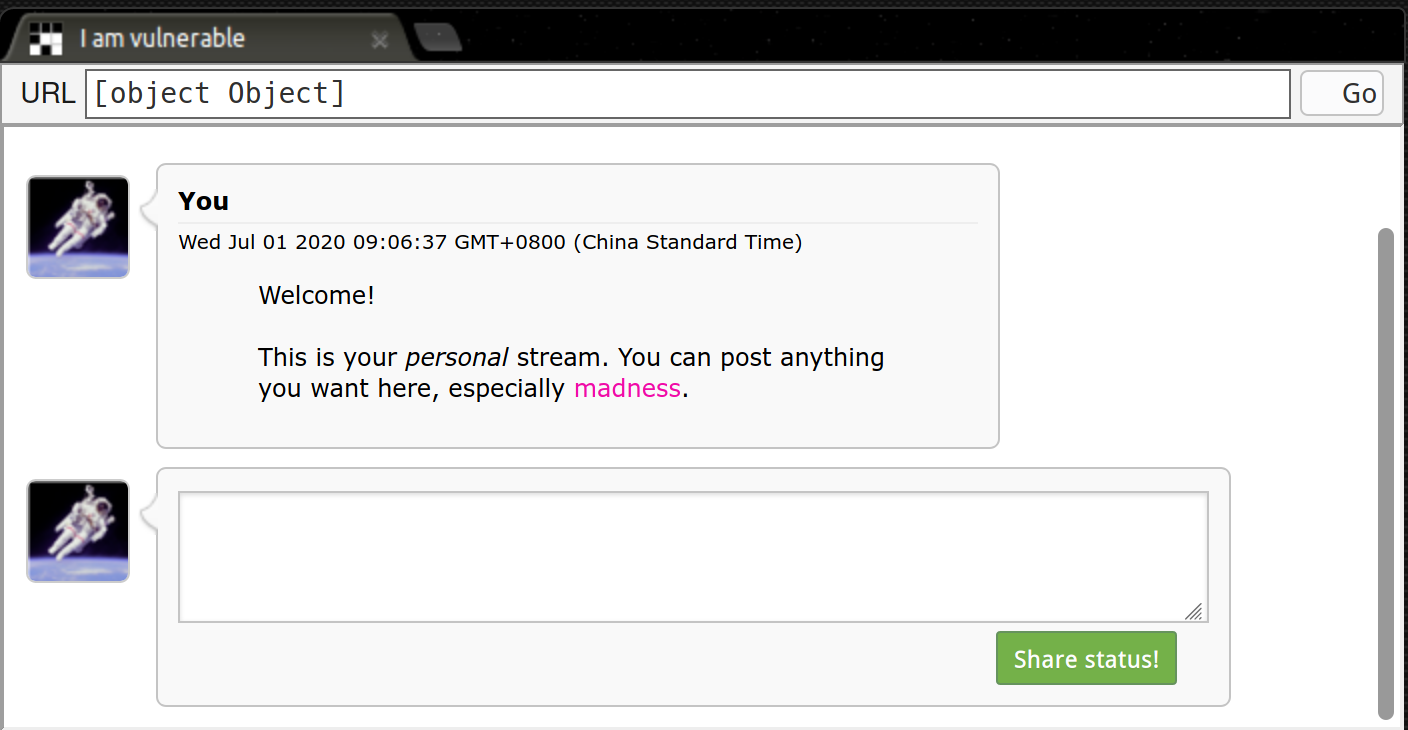 I am vulnerable
URL [object Object] Go
You
Wed Jul 01 2020 09:06:37 GMT+0800 (China Standard Time)
Welcome!
This is your personal stream. You can post anything
you want here, especially madness.
Share status!